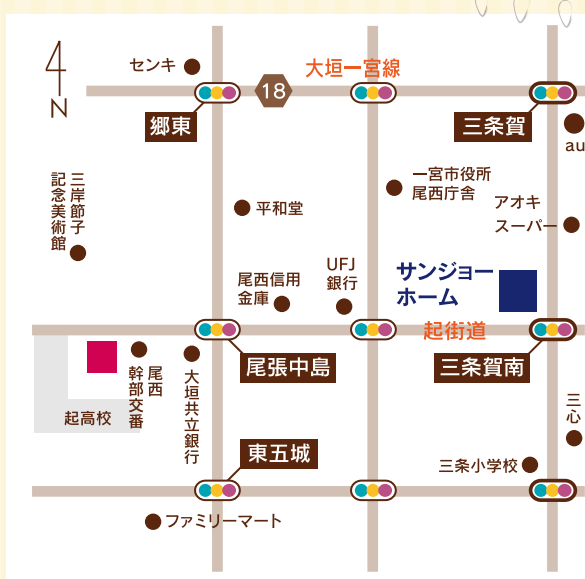 センキ
大垣一宮線
18
N
郷東
三条賀
au
三岸節子
記念美術館
一宮市役所
尾西庁舎
平和堂
アオキ
スーパー
UFJ
銀行
尾西信用
金庫
サンジョー
ホーム
起街道
尾張中島
三条賀南
尾西
幹部交番
大垣共立銀行
起高校
三心
東五城
三条小学校
ファミリーマート